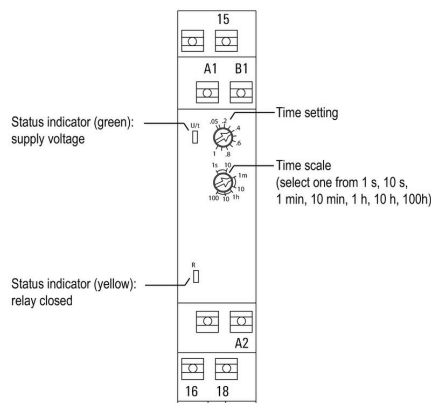 15
A1 B1
Status indicator (green):
supply voltage
U/t
.05 .2
.4
.6
.8
1
Time setting
1s 10
1m
10
1h
10
100
Time scale
(select one from 1 s, 10 s,
1 min, 10 min, 1 h, 10 h, 100h)
Status indicator (yellow):
relay closed
R
A2
16 18